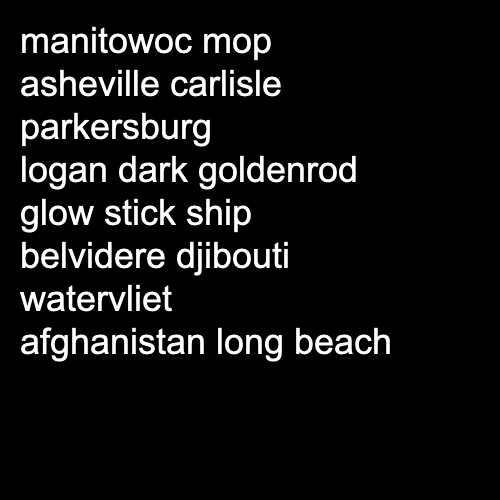 manitowoc mop
asheville carlisle
parkersburg
logan dark goldenrod
glow stick ship
belvidere djibouti
watervliet
afghanistan long beach